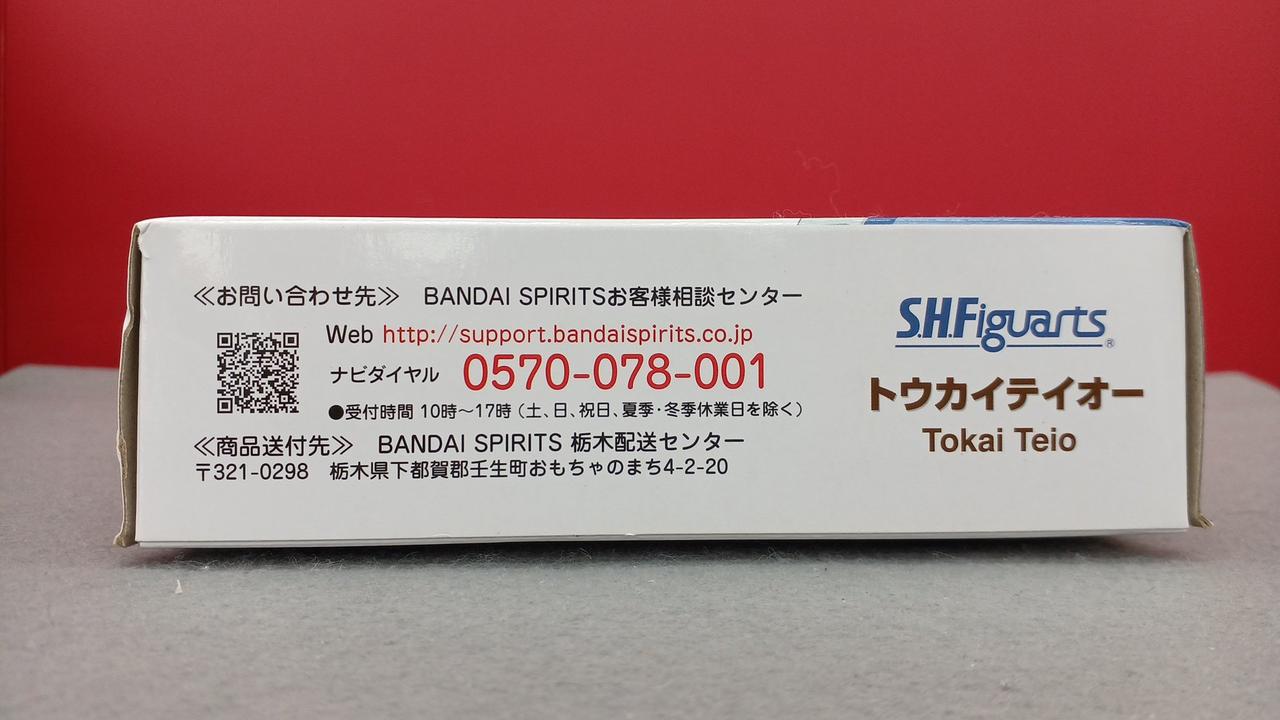 ≪お問い合わせ先≫ BANDAI SPIRITSお客様相談センター
Web http://support.bandaispirits.co.jp
ナビダイヤル 0570-078-001
●受付時間 10時～17時（土、日、祝日、夏季・冬季休業日を除く）
≪商品送付先≫ BANDAI SPIRITS 栃木配送センター
〒321-0298 栃木県下都賀郡壬生町おもちゃのまち4-2-20
S.H.Figuarts®
トウカイテイオー
Tokai Teio